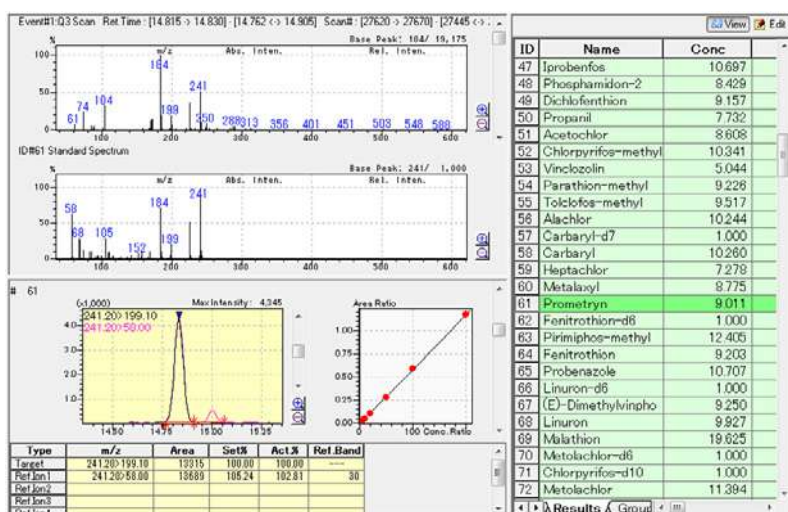 Event#:1:Q3 Scan Ret Time : [14.815 -> 14.830] - [14.762 <-> 14.905] Scan# : [27620 -> 27670] - [27445 <-> .
% m/z Abs. Inten. Base Peak: 184/ 19,175 Rel. Inten.
100
184
241
50
61 74 104 199 250 288 313 356 401 451 503 548 588
0
100 200 300 400 500 600
ID#61 Standard Spectrum
% m/z Abs. Inten. Base Peak: 241/ 1,000 Rel. Inten.
100
58 184 241
50
68 105 152 199
0
100 200 300 400 500 600
# 61
(x1,000) Max Intensity : 4,345
241.20>199.10
241.20>58.00
4.0
3.0
2.0
1.0
14.50 14.75 15.00 15.25
Area Ratio
1.00
0.75
0.50
0.25
0.00
0 100 Conc. Ratio
Type m/z Area Set% Act.% Ref.Band
Target 241.20>199.10 13315 100.00 100.00 ----
Ref.Ion1 241.20>58.00 13689 105.24 102.81 30
Ref.Ion2
Ref.Ion3
View Edit
ID Name Conc
47 Iprobenfos 10.697
48 Phosphamidon-2 8.429
49 Dichlofenthion 9.157
50 Propanil 7.732
51 Acetochlor 8.608
52 Chlorpyrifos-methyl 10.341
53 Vinclozolin 5.044
54 Parathion-methyl 9.226
55 Tolclofos-methyl 9.517
56 Alachlor 10.244
57 Carbaryl-d7 1.000
58 Carbaryl 10.260
59 Heptachlor 7.278
60 Metalaxyl 8.775
61 Prometryn 9.011
62 Fenitrothion-d6 1.000
63 Pirimiphos-methyl 12.405
64 Fenitrothion 9.203
65 Probenazole 10.707
66 Linuron-d6 1.000
67 (E)-Dimethylvinpho 9.250
68 Linuron 9.927
69 Malathion 19.625
70 Metolachlor-d6 1.000
71 Chlorpyrifos-d10 1.000
72 Metolachlor 11.394
Results Group